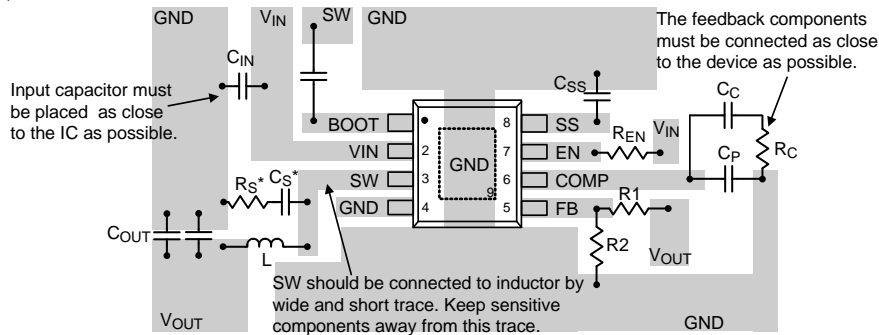 GND
VIN
SW
GND
The feedback components
must be connected as close
to the device as possible.
CIN
Input capacitor must
be placed as close
to the IC as possible.
CSS
CC
BOOT
8
SS
REN
VIN
RC
VIN
2
GND
7
EN
CP
RS*
CS*
SW
3
6
COMP
9
R1
GND
4
5
FB
COUT
R2
L
VOUT
SW should be connected to inductor by
wide and short trace. Keep sensitive
components away from this trace.
VOUT
GND